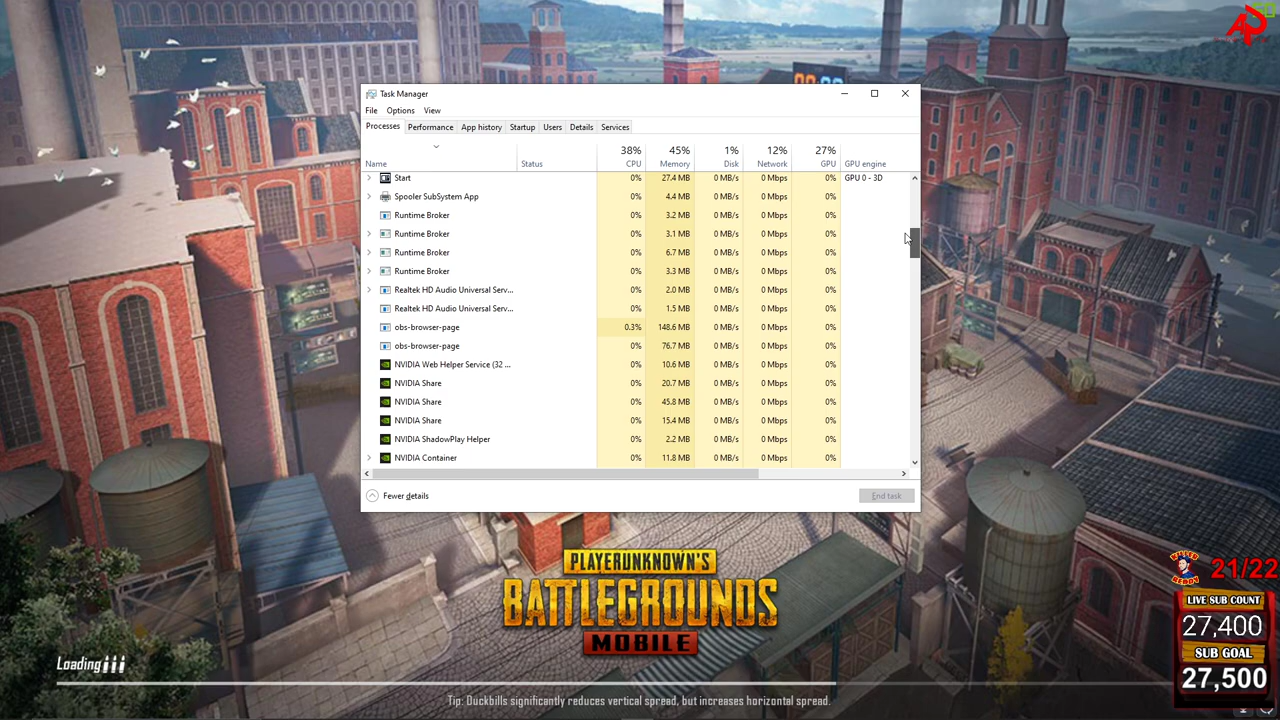 Task Manager
File Options View
Processes Performance App history Startup Users Details Services
38% 45% 1% 12% 27%
Name Status CPU Memory Disk Network GPU GPU engine
Start 0% 27.4 MB 0 MB/s 0 Mbps 0% GPU 0 - 3D
Spooler SubSystem App 0% 4.4 MB 0 MB/s 0 Mbps 0%
Runtime Broker 0% 3.2 MB 0 MB/s 0 Mbps 0%
Runtime Broker 0% 3.1 MB 0 MB/s 0 Mbps 0%
Runtime Broker 0% 6.7 MB 0 MB/s 0 Mbps 0%
Runtime Broker 0% 3.3 MB 0 MB/s 0 Mbps 0%
Realtek HD Audio Universal Serv... 0% 2.0 MB 0 MB/s 0 Mbps 0%
Realtek HD Audio Universal Serv... 0% 1.5 MB 0 MB/s 0 Mbps 0%
obs-browser-page 0.3% 148.6 MB 0 MB/s 0 Mbps 0%
obs-browser-page 0% 76.7 MB 0 MB/s 0 Mbps 0%
NVIDIA Web Helper Service (32 ... 0% 10.6 MB 0 MB/s 0 Mbps 0%
NVIDIA Share 0% 20.7 MB 0 MB/s 0 Mbps 0%
NVIDIA Share 0% 45.8 MB 0 MB/s 0 Mbps 0%
NVIDIA Share 0% 15.4 MB 0 MB/s 0 Mbps 0%
NVIDIA ShadowPlay Helper 0% 2.2 MB 0 MB/s 0 Mbps 0%
NVIDIA Container 0% 11.8 MB 0 MB/s 0 Mbps 0%
Fewer details End task
PLAYERUNKNOWN'S
BATTLEGROUNDS
MOBILE
21/22
LIVE SUB COUNT
27,400
SUB GOAL
27,500
Loading
Tip: Duckbills significantly reduces vertical spread, but increases horizontal spread.